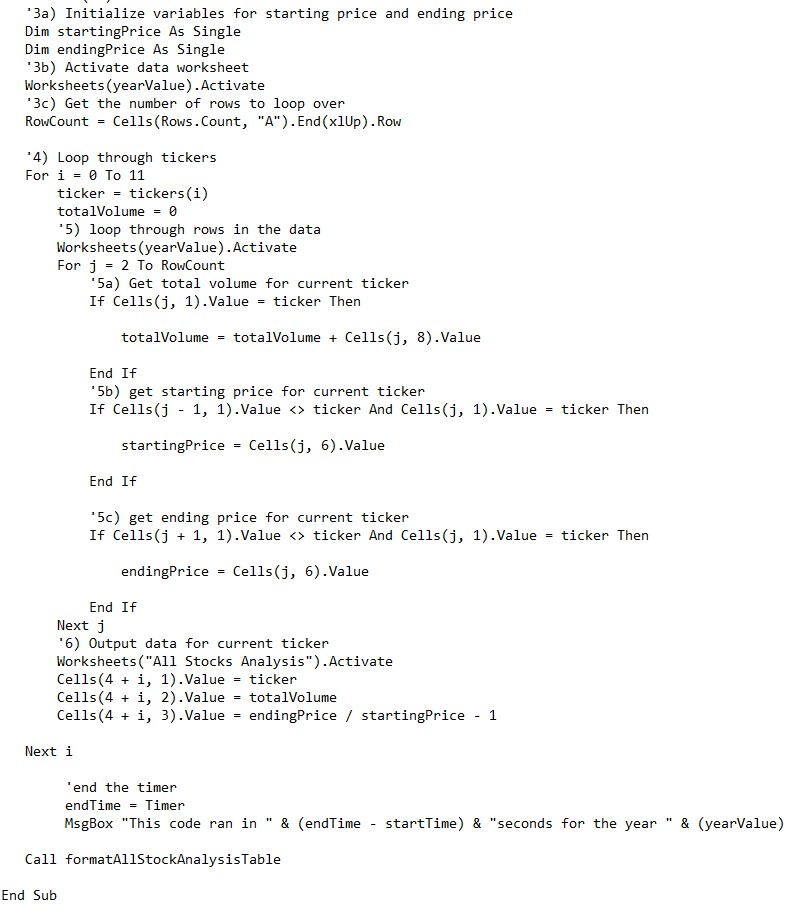 '3a) Initialize variables for starting price and ending price
Dim startingPrice As Single
Dim endingPrice As Single
'3b) Activate data worksheet
Worksheets(yearValue).Activate
'3c) Get the number of rows to loop over
RowCount = Cells(Rows.Count, "A").End(xlUp).Row
'4) Loop through tickers
For i = 0 To 11
ticker = tickers(i)
totalVolume = 0
'5) loop through rows in the data
Worksheets(yearValue).Activate
For j = 2 To RowCount
'5a) Get total volume for current ticker
If Cells(j, 1).Value = ticker Then
totalVolume = totalVolume + Cells(j, 8).Value
End If
'5b) get starting price for current ticker
If Cells(j - 1, 1).Value <> ticker And Cells(j, 1).Value = ticker Then
startingPrice = Cells(j, 6).Value
End If
'5c) get ending price for current ticker
If Cells(j + 1, 1).Value <> ticker And Cells(j, 1).Value = ticker Then
endingPrice = Cells(j, 6).Value
End If
Next j
'6) Output data for current ticker
Worksheets("All Stocks Analysis").Activate
Cells(4 + i, 1).Value = ticker
Cells(4 + i, 2).Value = totalVolume
Cells(4 + i, 3).Value = endingPrice / startingPrice - 1
Next i
'end the timer
endTime = Timer
MsgBox "This code ran in " & (endTime - startTime) & "seconds for the year " & (yearValue)
Call formatAllStockAnalysisTable
End Sub